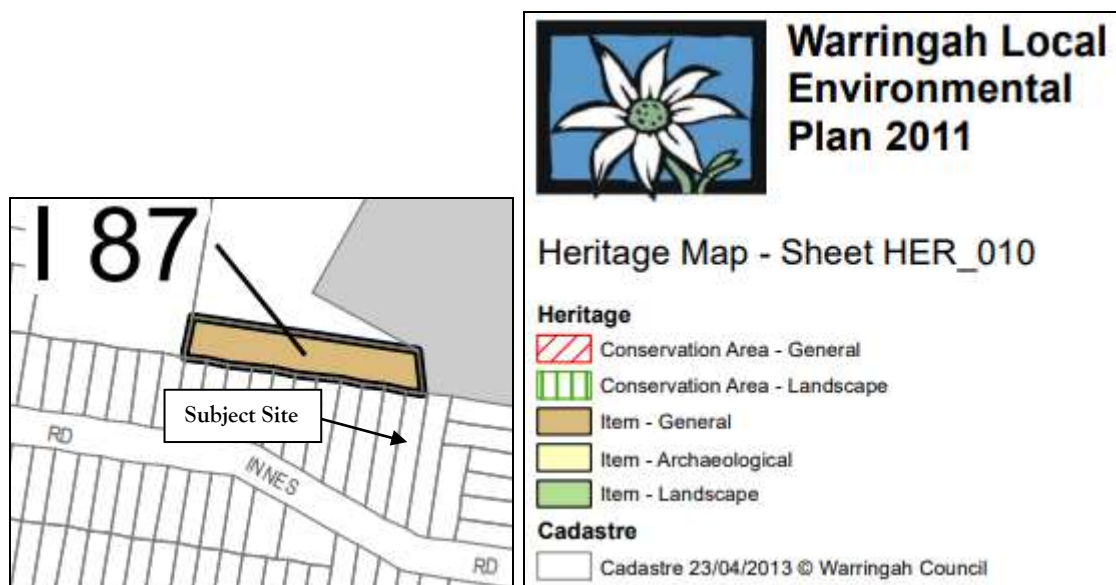 I 87
Subject Site
RD
INNES
RD
Warringah Local
Environmental
Plan 2011
Heritage Map - Sheet HER_010
Heritage
Conservation Area - General
Conservation Area - Landscape
Item - General
Item - Archaeological
Item - Landscape
Cadastre
Cadastre 23/04/2013 © Warringah Council